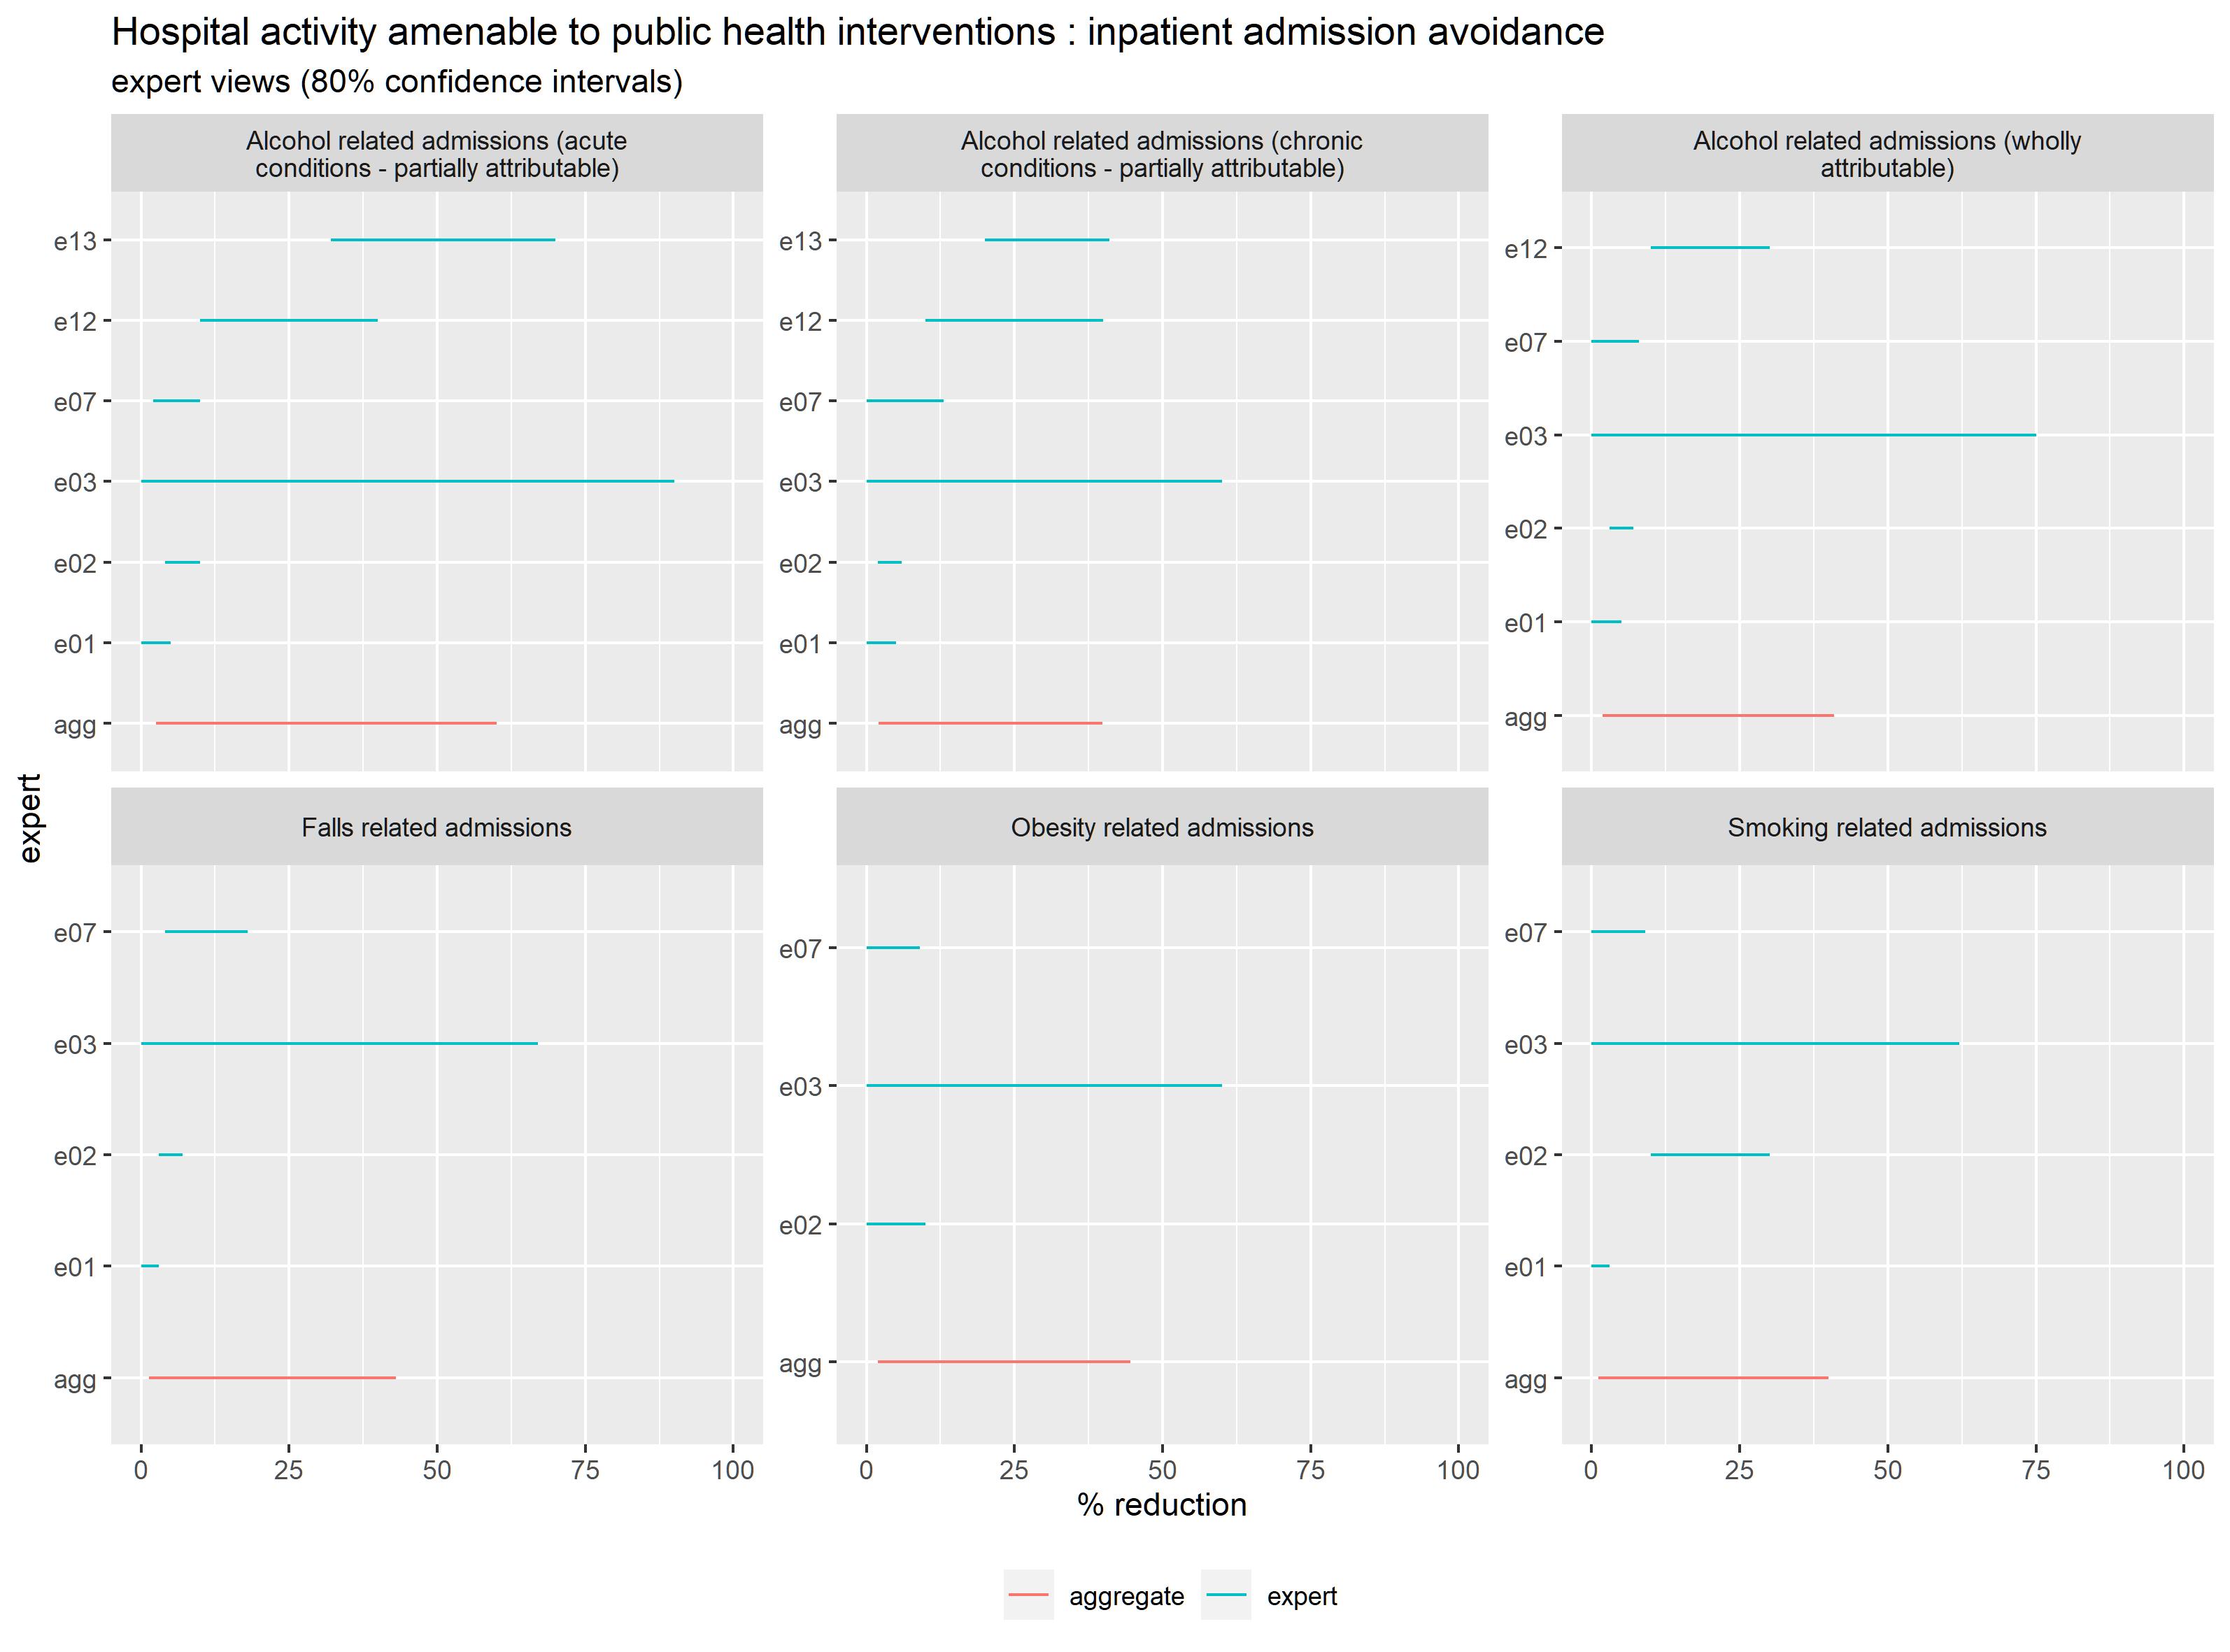 Hospital activity amenable to public health interventions : inpatient admission avoidance
expert views (80% confidence intervals)
Alcohol related admissions (acute
conditions - partially attributable)
Alcohol related admissions (chronic
conditions - partially attributable)
Alcohol related admissions (wholly
attributable)
e13
e12
e07
e03
e02
e01
agg
e13
e12
e07
e03
e02
e01
agg
e12
e07
e03
e02
e01
agg
expert
Falls related admissions
Obesity related admissions
Smoking related admissions
e07
e03
e02
e01
agg
e07
e03
e02
agg
e07
e03
e02
e01
agg
0 25 50 75 100
0 25 50 75 100
0 25 50 75 100
% reduction
aggregate
expert